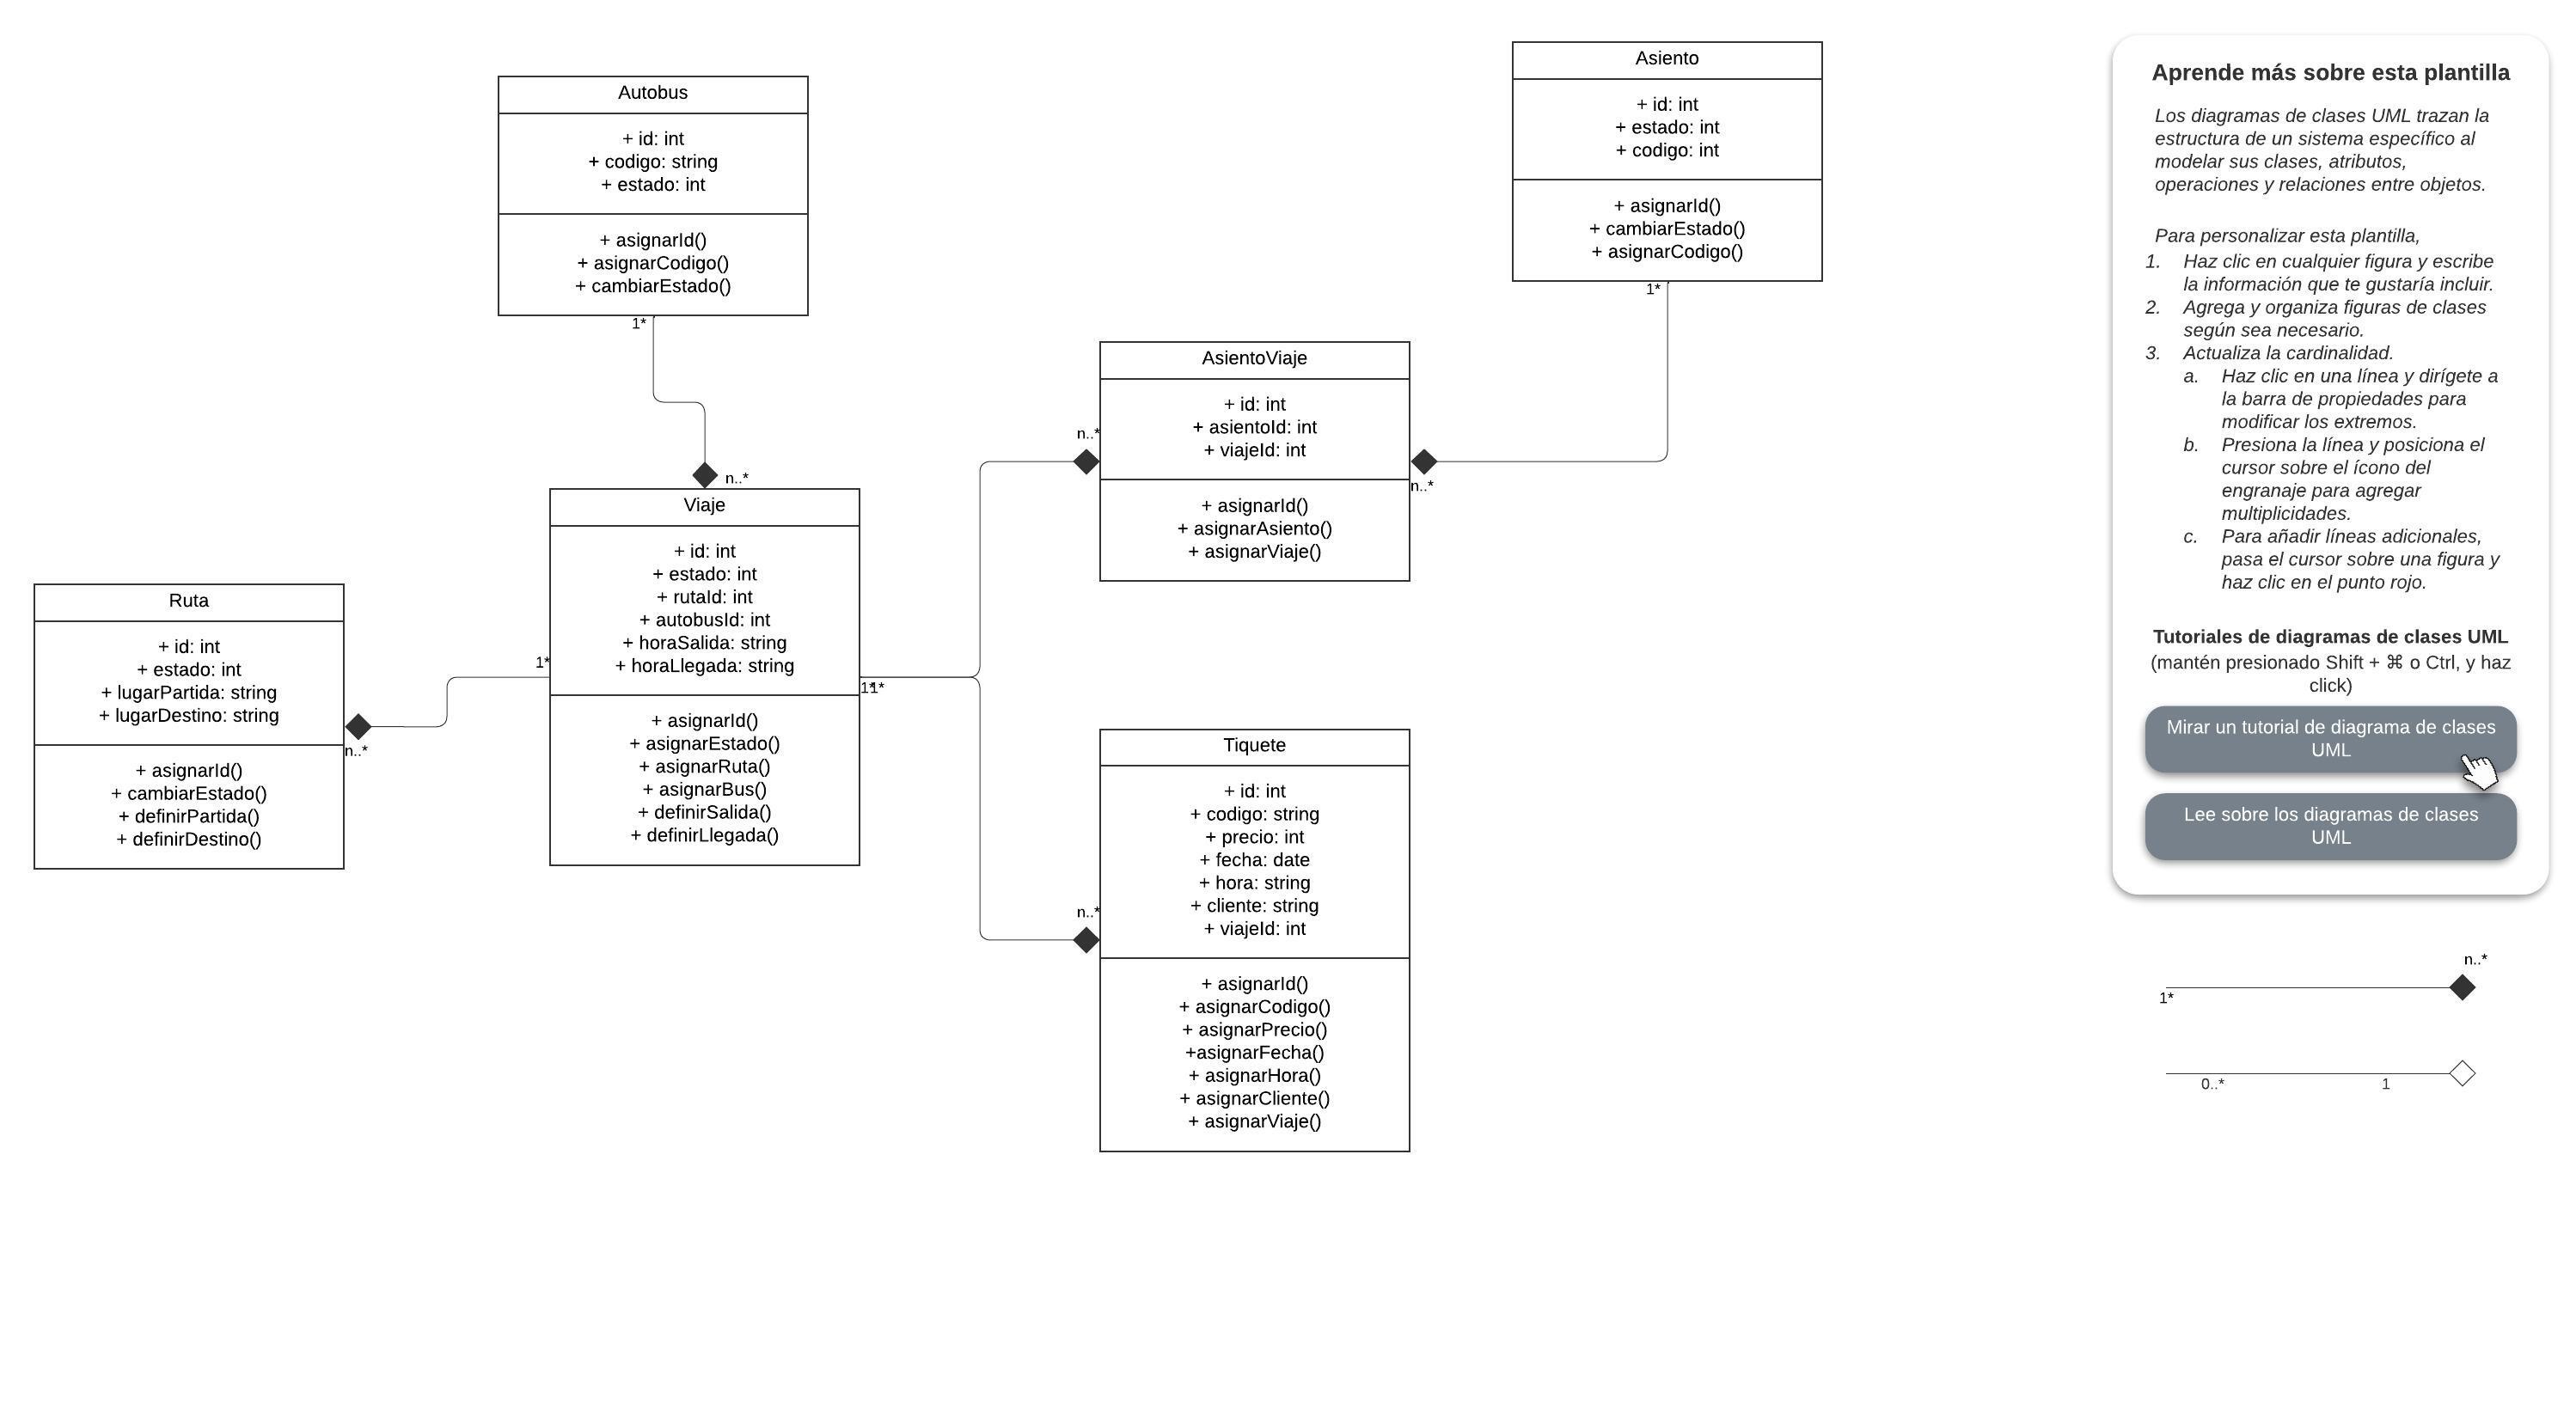 Autobus
+ id: int
+ codigo: string
+ estado: int
+ asignarId()
+ asignarCodigo()
+ cambiarEstado()
1*
n..*
Asiento
+ id: int
+ estado: int
+ codigo: int
+ asignarId()
+ cambiarEstado()
+ asignarCodigo()
1*
AsientoViaje
+ id: int
+ asientoId: int
+ viajeId: int
+ asignarId()
+ asignarAsiento()
+ asignarViaje()
n..*
n..*
Viaje
+ id: int
+ estado: int
+ rutaId: int
+ autobusId: int
+ horaSalida: string
+ horaLlegada: string
+ asignarId()
+ asignarEstado()
+ asignarRuta()
+ asignarBus()
+ definirSalida()
+ definirLlegada()
1*
1*
1*
Ruta
+ id: int
+ estado: int
+ lugarPartida: string
+ lugarDestino: string
+ asignarId()
+ cambiarEstado()
+ definirPartida()
+ definirDestino()
n..*
Tiquete
+ id: int
+ codigo: string
+ precio: int
+ fecha: date
+ hora: string
+ cliente: string
+ viajeId: int
+ asignarId()
+ asignarCodigo()
+ asignarPrecio()
+asignarFecha()
+ asignarHora()
+ asignarCliente()
+ asignarViaje()
n..*
Aprende más sobre esta plantilla
Los diagramas de clases UML trazan la
estructura de un sistema específico al
modelar sus clases, atributos,
operaciones y relaciones entre objetos.
Para personalizar esta plantilla,
1. Haz clic en cualquier figura y escribe
la información que te gustaría incluir.
2. Agrega y organiza figuras de clases
según sea necesario.
3. Actualiza la cardinalidad.
a. Haz clic en una línea y dirígete a
la barra de propiedades para
modificar los extremos.
b. Presiona la línea y posiciona el
cursor sobre el ícono del
engranaje para agregar
multiplicidades.
c. Para añadir líneas adicionales,
pasa el cursor sobre una figura y
haz clic en el punto rojo.
Tutoriales de diagramas de clases UML
(mantén presionado Shift + ⌘ o Ctrl, y haz
click)
Mirar un tutorial de diagrama de clases
UML
Lee sobre los diagramas de clases
UML
n..*
1*
0..*
1